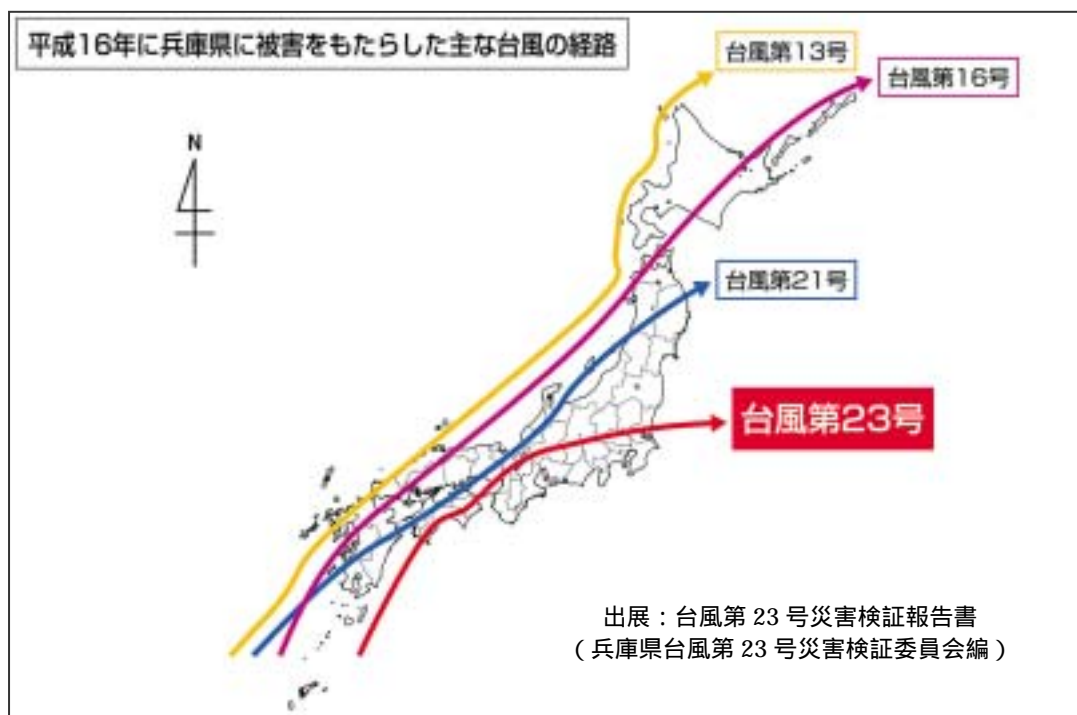 平成16年に兵庫県に被害をもたらした主な台風の経路
台風第13号
台風第16号
N
台風第21号
台風第23号
出展：台風第 23 号災害検証報告書
（兵庫県台風第 23 号災害検証委員会編）